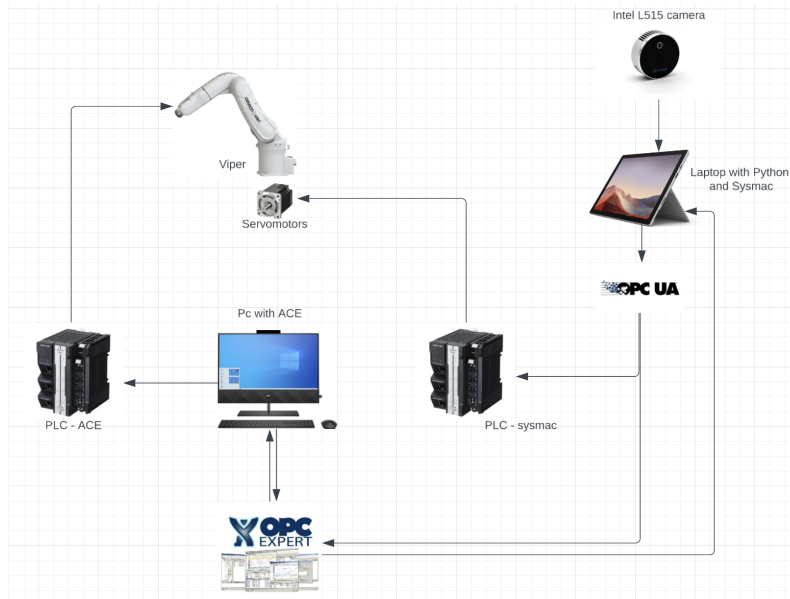 Intel L515 camera
Viper
Laptop with Python
and Sysmac
Servomotors
OPC UA
Pc with ACE
PLC - ACE
PLC - sysmac
OPC
EXPERT